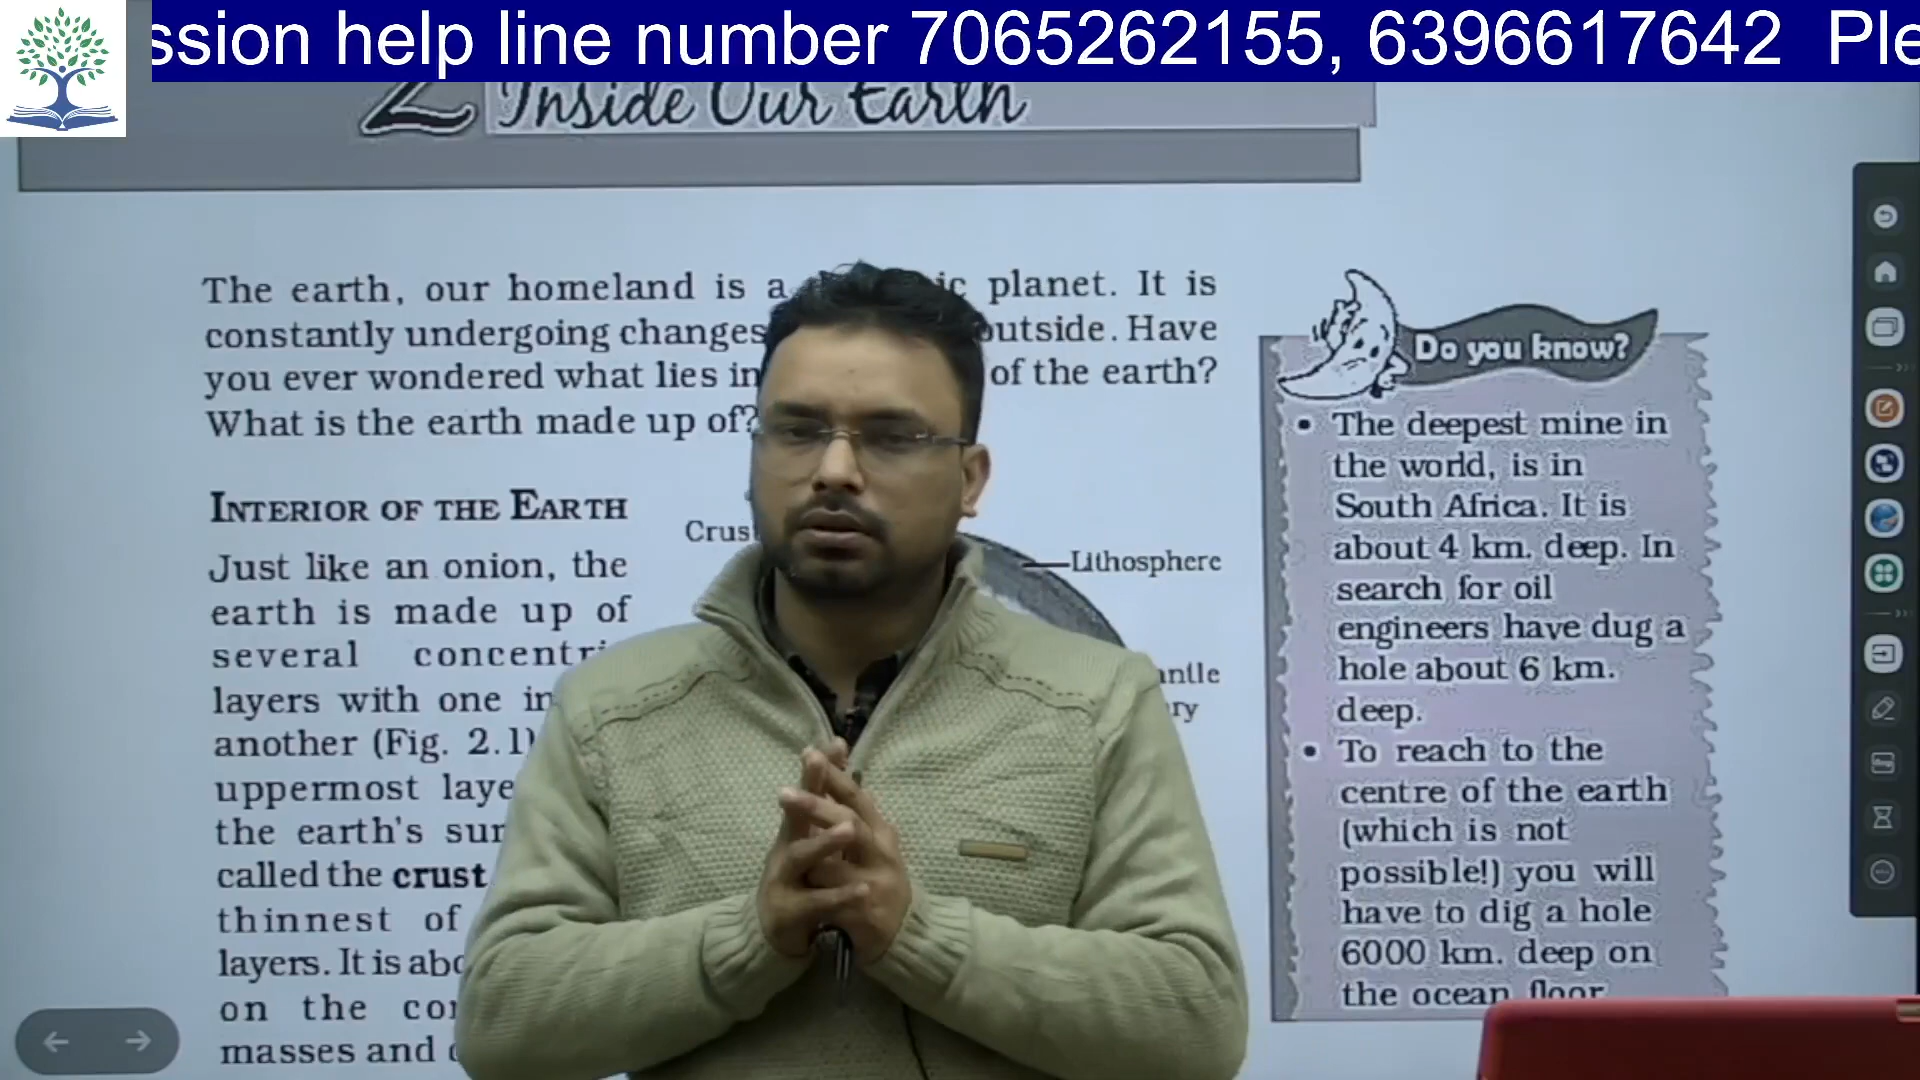 ssion help line number 7065262155, 6396617642 Ple
2 Inside Our Earth
The earth, our homeland is a planet. It is
constantly undergoing changes outside. Have
you ever wondered what lies in of the earth?
What is the earth made up of?
INTERIOR OF THE EARTH
Just like an onion, the
earth is made up of
several concentri
layers with one in
another (Fig. 2.1)
uppermost laye
the earth's sur
called the crust
thinnest of
layers. It is abo
on the con
masses and
Crus
Lithosphere
antle
ry
Do you know?
• The deepest mine in
the world, is in
South Africa. It is
about 4 km. deep. In
search for oil
engineers have dug a
hole about 6 km.
deep.
• To reach to the
centre of the earth
(which is not
possible!) you will
have to dig a hole
6000 km. deep on
the ocean floor